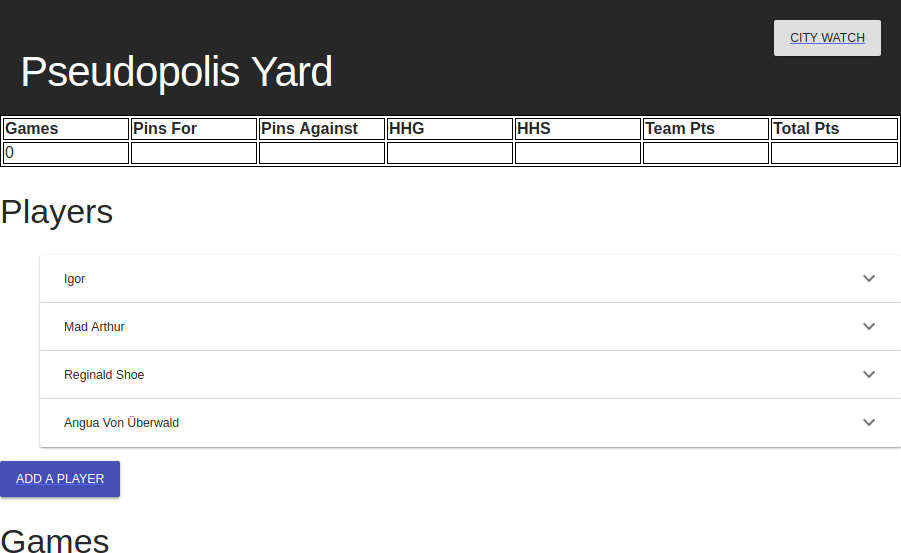 CITY WATCH
Pseudopolis Yard
Games Pins For Pins Against HHG HHS Team Pts Total Pts
0
Players
Igor
Mad Arthur
Reginald Shoe
Angua Von Überwald
ADD A PLAYER
Games